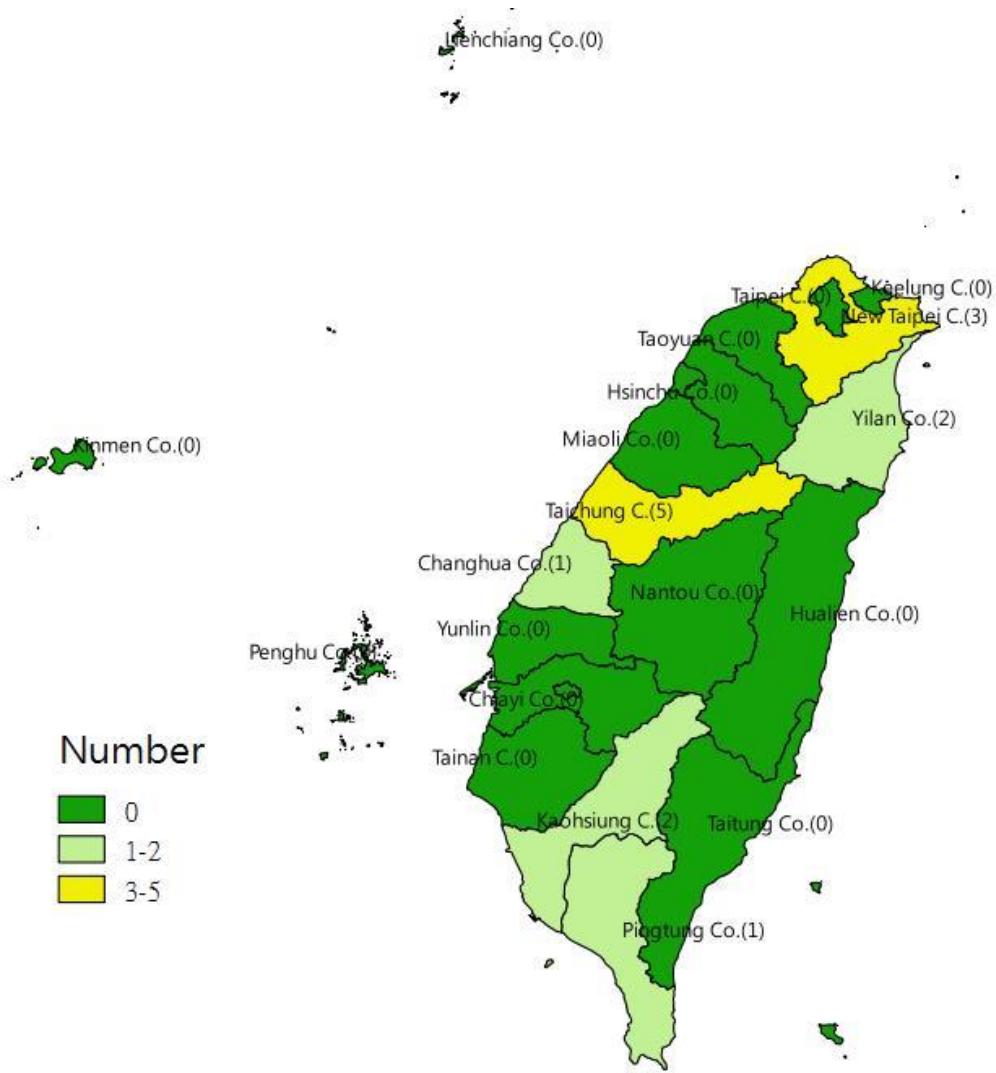 Lienchiang Co.(0)
Keelung C.(0)
Taipei C.(0)
New Taipei C.(3)
Taoyuan C.(0)
Hsinchu Co.(0)
Yilan Co.(2)
Miaoli Co.(0)
Kinmen Co.(0)
Taichung C.(5)
Changhua Co.(1)
Nantou Co.(0)
Hualien Co.(0)
Yunlin Co.(0)
Penghu Co.
Chiayi Co.(0)
Tainan C.(0)
Kaohsiung C.(2)
Taitung Co.(0)
Pingtung Co.(1)
Number
0
1-2
3-5